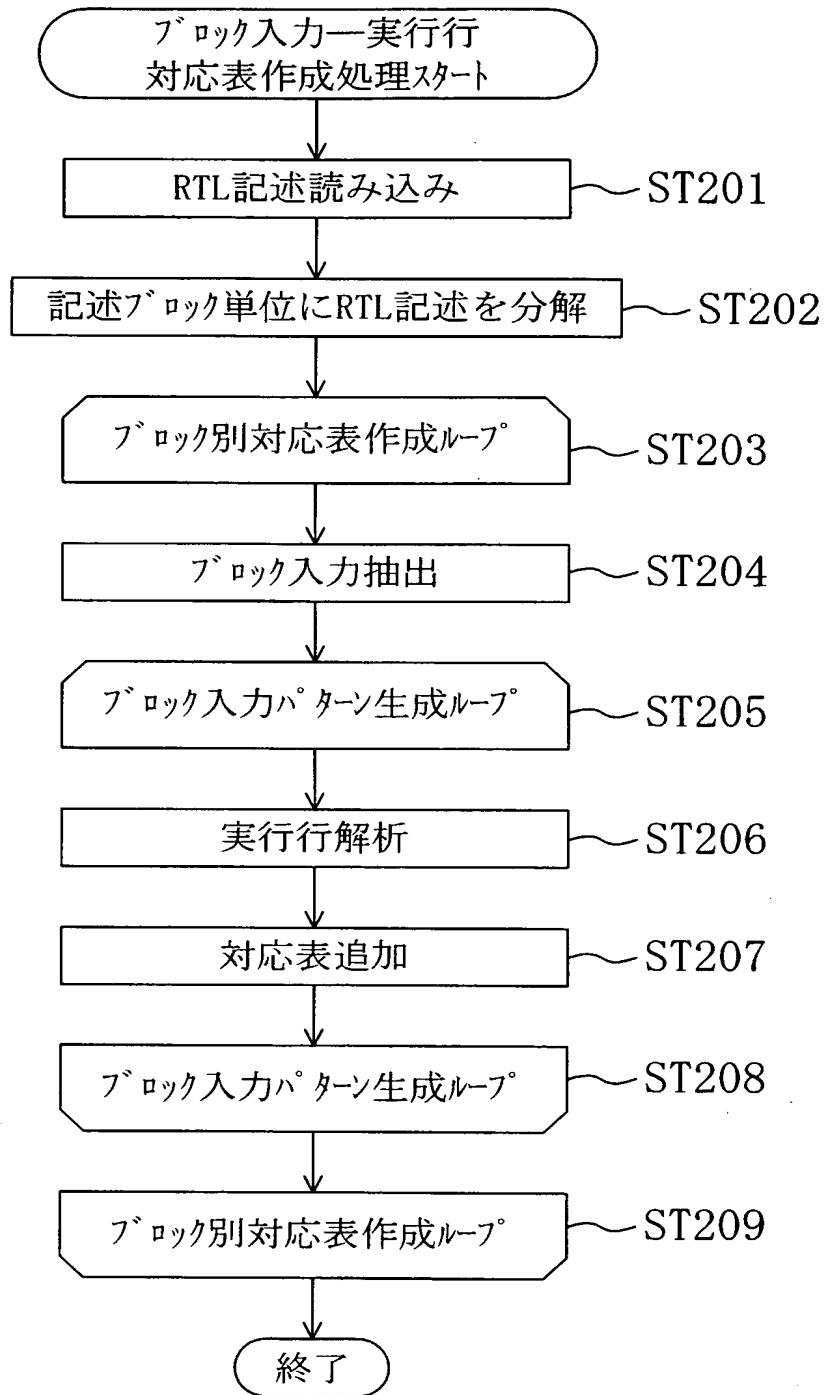 ブロック入力―実行行
対応表作成処理スタート
RTL記述読み込み
ST201
記述ブロック単位にRTL記述を分解
ST202
ブロック別対応表作成ループ
ST203
ブロック入力抽出
ST204
ブロック入力パターン生成ループ
ST205
実行行解析
ST206
対応表追加
ST207
ブロック入力パターン生成ループ
ST208
ブロック別対応表作成ループ
ST209
終了